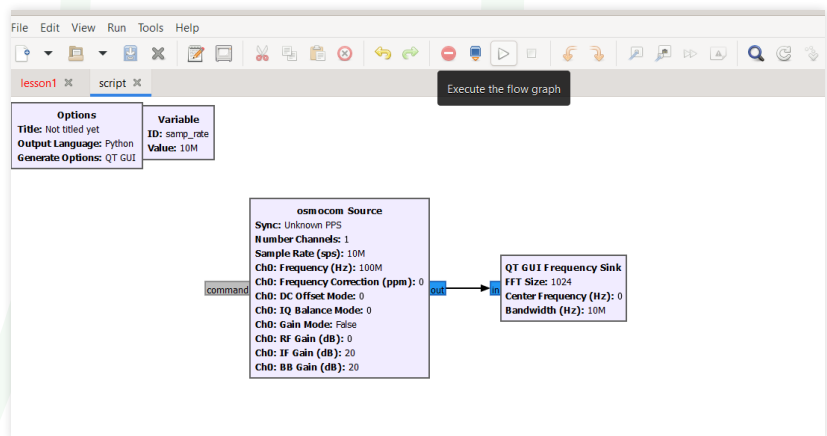 File Edit View Run Tools Help
lesson1 script
Execute the flow graph
Options
Title: Not titled yet
Output Language: Python
Generate Options: QT GUI
Variable
ID: samp_rate
Value: 10M
osmocom Source
Sync: Unknown PPS
Number Channels: 1
Sample Rate (sps): 10M
Ch0: Frequency (Hz): 100M
Ch0: Frequency Correction (ppm): 0
Ch0: DC Offset Mode: 0
Ch0: IQ Balance Mode: 0
Ch0: Gain Mode: False
Ch0: RF Gain (dB): 0
Ch0: IF Gain (dB): 20
Ch0: BB Gain (dB): 20
command
out
in
QT GUI Frequency Sink
FFT Size: 1024
Center Frequency (Hz): 0
Bandwidth (Hz): 10M